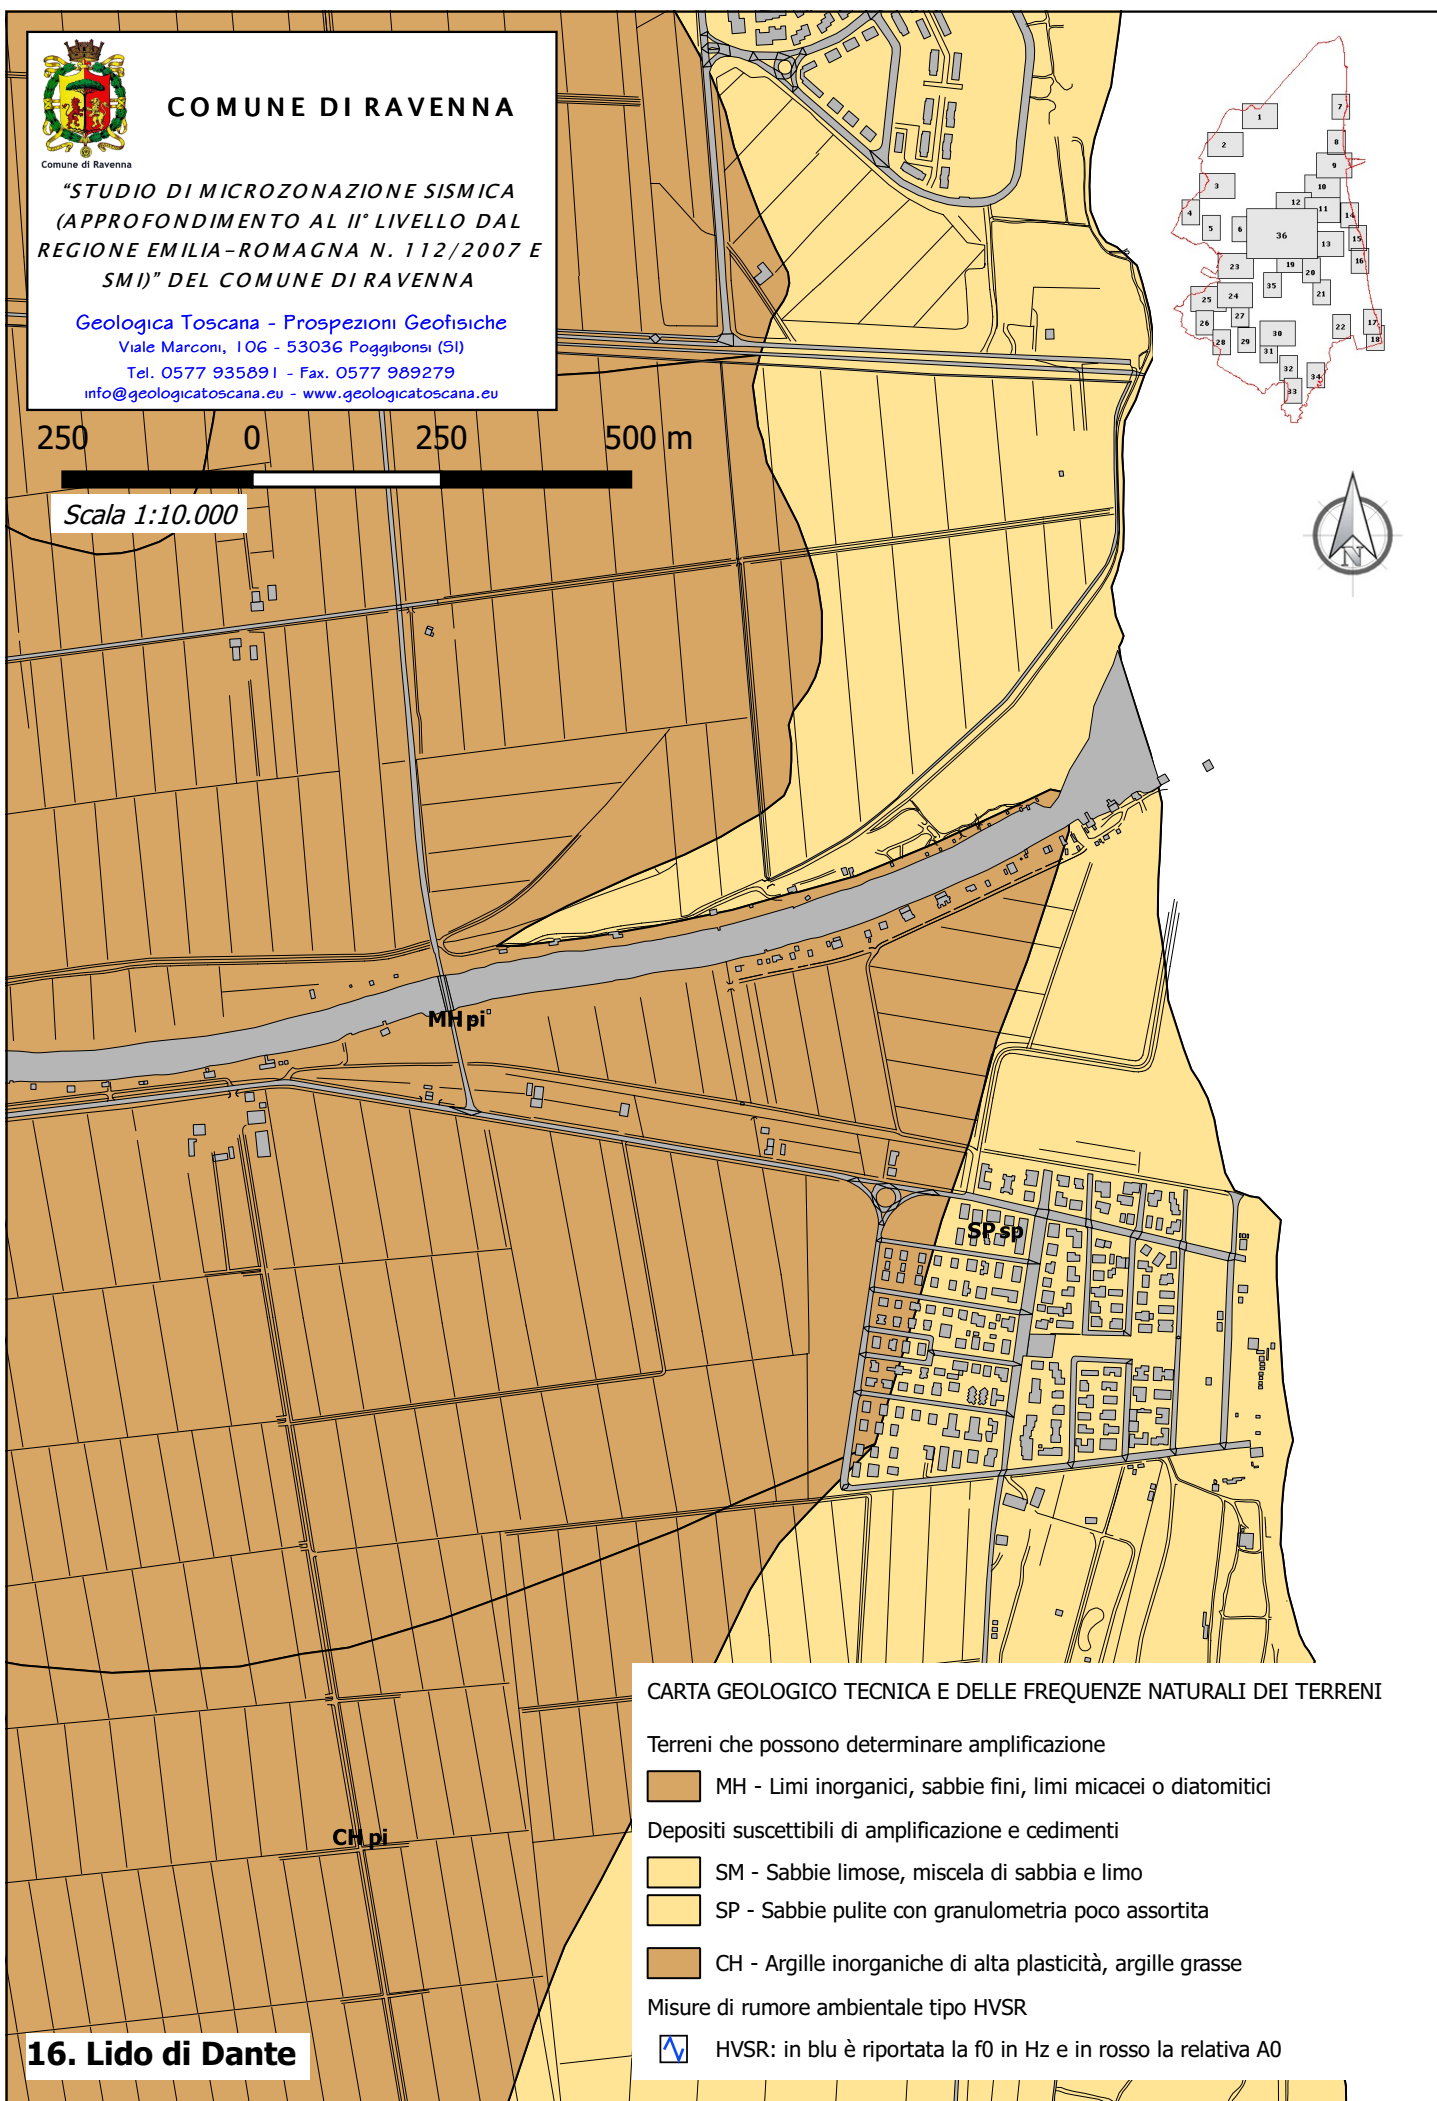 COMUNE DI RAVENNA
Comune di Ravenna
"STUDIO DI MICROZONAZIONE SISMICA
(APPROFONDIMENTO AL II° LIVELLO DAL
REGIONE EMILIA-ROMAGNA N. 112/2007 E
SMI)" DEL COMUNE DI RAVENNA
Geologica Toscana - Prospezioni Geofisiche
Viale Marconi, 106 - 53036 Poggibonsi (SI)
Tel. 0577 935891 - Fax. 0577 989279
info@geologicatoscana.eu - www.geologicatoscana.eu
250 0 250 500 m
Scala 1:10.000
1
7
2
8
9
3
10
12
4
11
14
5
6
36
13
15
23
19
20
16
35
25
24
21
27
26
22
17
30
28
29
18
31
32
34
33
N
MH pi
SP sp
CH pi
CARTA GEOLOGICO TECNICA E DELLE FREQUENZE NATURALI DEI TERRENI
Terreni che possono determinare amplificazione
MH - Limi inorganici, sabbie fini, limi micacei o diatomitici
Depositi suscettibili di amplificazione e cedimenti
SM - Sabbie limose, miscela di sabbia e limo
SP - Sabbie pulite con granulometria poco assortita
CH - Argille inorganiche di alta plasticità, argille grasse
Misure di rumore ambientale tipo HVSR
HVSR: in blu è riportata la f0 in Hz e in rosso la relativa A0
16. Lido di Dante